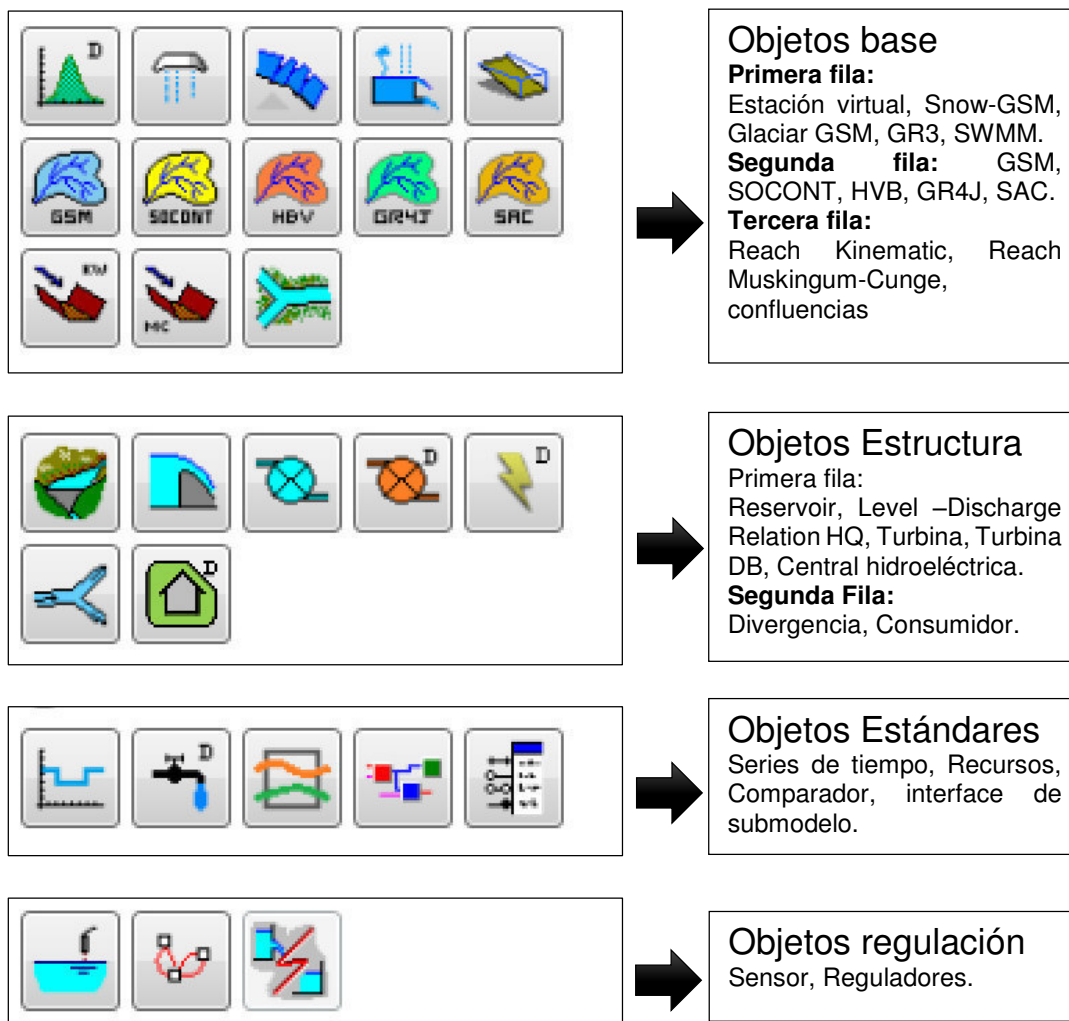 D
GSM
SOCONT
HBV
GR4J
SAC
KW
MC
Objetos base
Primera fila:
Estación virtual, Snow-GSM,
Glaciar GSM, GR3, SWMM.
Segunda fila: GSM,
SOCONT, HVB, GR4J, SAC.
Tercera fila:
Reach Kinematic, Reach
Muskingum-Cunge,
confluencias
D
D
D
Objetos Estructura
Primera fila:
Reservoir, Level –Discharge
Relation HQ, Turbina, Turbina
DB, Central hidroeléctrica.
Segunda Fila:
Divergencia, Consumidor.
D
Objetos Estándares
Series de tiempo, Recursos,
Comparador, interface de
submodelo.
Objetos regulación
Sensor, Reguladores.